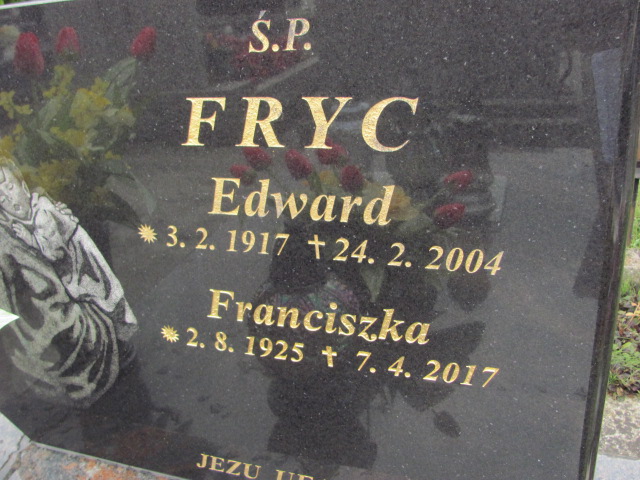 Ś.P.
FRYC
Edward
* 3. 2. 1917 † 24. 2. 2004
Franciszka
* 2. 8. 1925 † 7. 4. 2017
JEZU